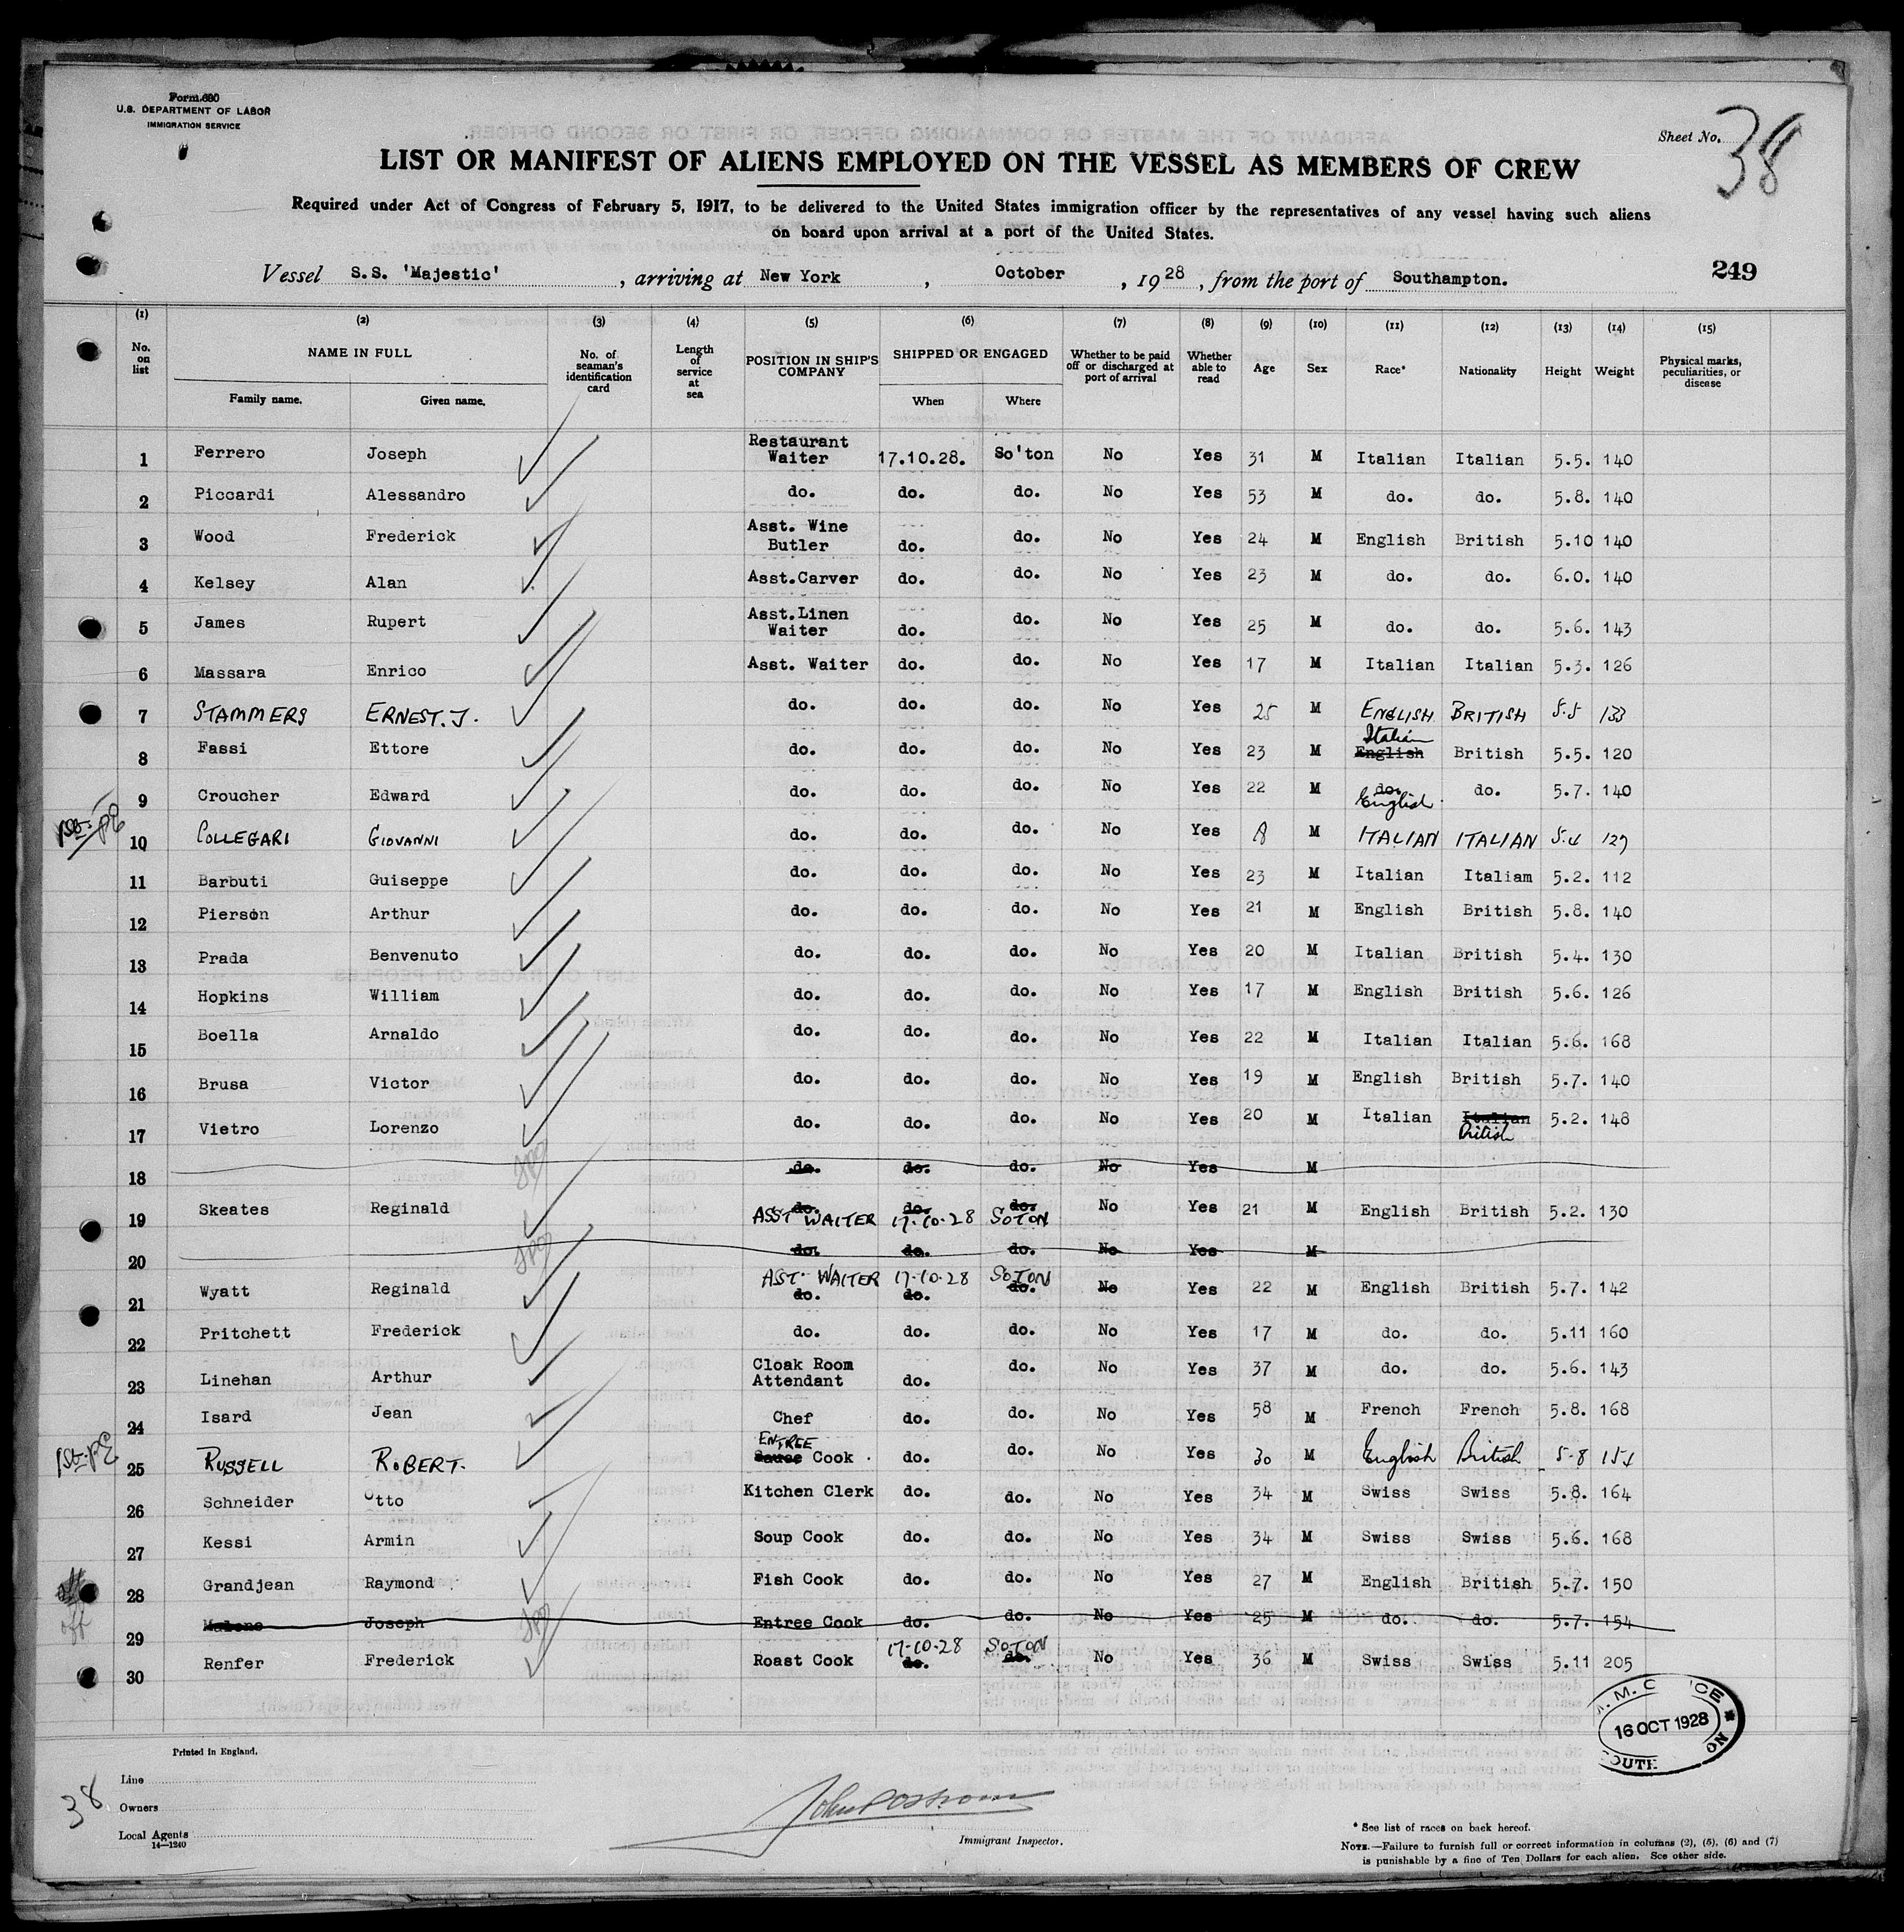 Form 680
U.S. DEPARTMENT OF LABOR
IMMIGRATION SERVICE
Sheet No. 38
LIST OR MANIFEST OF ALIENS EMPLOYED ON THE VESSEL AS MEMBERS OF CREW
Required under Act of Congress of February 5, 1917, to be delivered to the United States immigration officer by the representatives of any vessel having such aliens
on board upon arrival at a port of the United States.
Vessel S.S. 'Majestic', arriving at New York, October, 1928, from the port of Southampton. 249
(1) (2) (3) (4) (5) (6) (7) (8) (9) (10) (11) (12) (13) (14) (15)
No. on list NAME IN FULL Family name. Given name. No. of seaman's identification card Length of service at sea POSITION IN SHIP'S COMPANY SHIPPED OR ENGAGED When Where Whether to be paid off or discharged at port of arrival Whether able to read Age Sex Race* Nationality Height Weight Physical marks, peculiarities, or disease
1 Ferrero Joseph Restaurant Waiter 17.10.28. So'ton No Yes 31 M Italian Italian 5.5. 140
2 Piccardi Alessandro do. do. do. No Yes 53 M do. do. 5.8. 140
3 Wood Frederick Asst. Wine Butler do. do. No Yes 24 M English British 5.10 140
4 Kelsey Alan Asst.Carver do. do. No Yes 23 M do. do. 6.0. 140
5 James Rupert Asst.Linen Waiter do. do. No Yes 25 M do. do. 5.6. 143
6 Massara Enrico Asst. Waiter do. do. No Yes 17 M Italian Italian 5.3. 126
7 STAMMERS ERNEST. J. do. do. do. No Yes 25 M ENGLISH BRITISH 5.5 133
8 Fassi Ettore do. do. do. No Yes 23 M Italian English British 5.5. 120
9 Croucher Edward do. do. do. No Yes 22 M do. English do. 5.7. 140
1st-PE 10 COLLEGARI GIOVANNI do. do. do. No Yes M ITALIAN ITALIAN 5.4 127
11 Barbuti Guiseppe do. do. do. No Yes 23 M Italian Italiam 5.2. 112
12 Pierson Arthur do. do. do. No Yes 21 M English British 5.8. 140
13 Prada Benvenuto do. do. do. No Yes 20 M Italian British 5.4. 130
14 Hopkins William do. do. do. No Yes 17 M English British 5.6. 126
15 Boella Arnaldo do. do. do. No Yes 22 M Italian Italian 5.6. 168
16 Brusa Victor do. do. do. No Yes 19 M English British 5.7. 140
17 Vietro Lorenzo do. do. do. No Yes 20 M Italian Italian British 5.2. 148
18 do. do. do. No Yes M
19 Skeates Reginald do. ASST WAITER do. 17-10-28 do. SOTON No Yes 21 M English British 5.2. 130
20 do. do. do. No Yes M
21 Wyatt Reginald ASST. WAITER do. 17-10-28 do. SOTON do. No Yes 22 M English British 5.7. 142
22 Pritchett Frederick do. do. do. No Yes 17 M do. do. 5.11 160
23 Linehan Arthur Cloak Room Attendant do. do. No Yes 37 M do. do. 5.6. 143
24 Isard Jean Chef do. do. No Yes 58 M French French 5.8. 168
1st-PE 25 RUSSELL ROBERT. ENTREE Sauce Cook do. do. No Yes 30 M English British 5-8 154
26 Schneider Otto Kitchen Clerk do. do. No Yes 34 M Swiss Swiss 5.8. 164
27 Kessi Armin Soup Cook do. do. No Yes 34 M Swiss Swiss 5.6. 168
28 Grandjean Raymond Fish Cook do. do. No Yes 27 M English British 5.7. 150
off 29 Malone Joseph Entree Cook do. do. No Yes 25 M do. do. 5.7. 154
30 Renfer Frederick Roast Cook 17-10-28 do. SOTON do. No Yes 36 M Swiss Swiss 5.11 205
16 OCT 1928
Printed in England.
Line
38
Owners
Local Agents
14—1240
Immigrant Inspector.
* See list of races on back hereof.
NOTE.—Failure to furnish full or correct information in columns (2), (5), (6) and (7)
is punishable by a fine of Ten Dollars for each alien. See other side.